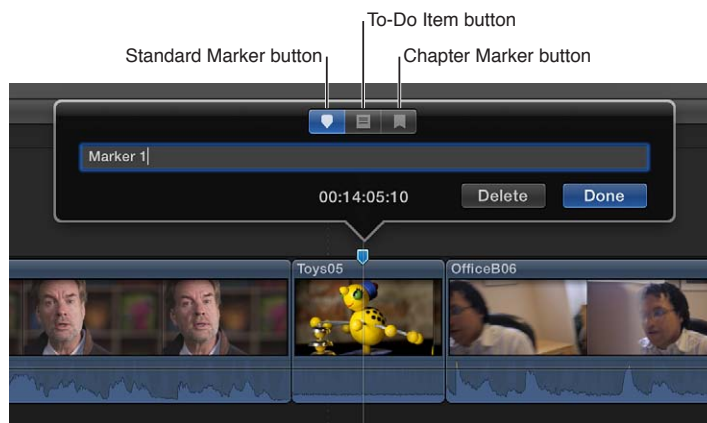 To-Do Item button
Standard Marker button
Chapter Marker button
Marker 1
00:14:05:10
Delete
Done
Toys05
OfficeB06